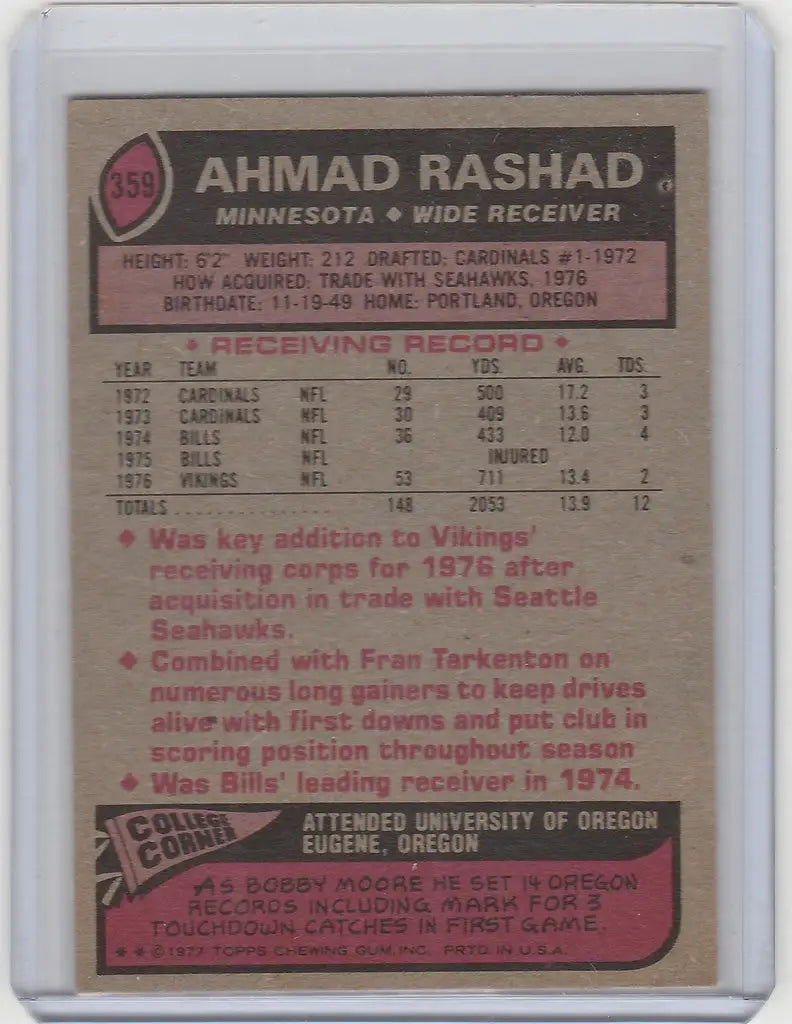 359
AHMAD RASHAD
MINNESOTA ♦ WIDE RECEIVER
HEIGHT: 6'2" WEIGHT: 212 DRAFTED: CARDINALS #1-1972
HOW ACQUIRED: TRADE WITH SEAHAWKS, 1976
BIRTHDATE: 11-19-49 HOME: PORTLAND, OREGON
♦ RECEIVING RECORD ♦
YEAR TEAM NO. YDS. AVG. TDS.
1972 CARDINALS NFL 29 500 17.2 3
1973 CARDINALS NFL 30 409 13.6 3
1974 BILLS NFL 36 433 12.0 4
1975 BILLS NFL INJURED
1976 VIKINGS NFL 53 711 13.4 2
TOTALS................ 148 2053 13.9 12
♦ Was key addition to Vikings'
receiving corps for 1976 after
acquisition in trade with Seattle
Seahawks.
♦ Combined with Fran Tarkenton on
numerous long gainers to keep drives
alive with first downs and put club in
scoring position throughout season
♦ Was Bills' leading receiver in 1974.
COLLEGE
CORNER
ATTENDED UNIVERSITY OF OREGON
EUGENE, OREGON
AS BOBBY MOORE HE SET 14 OREGON
RECORDS INCLUDING MARK FOR 3
TOUCHDOWN CATCHES IN FIRST GAME.
* * © 1977 TOPPS CHEWING GUM, INC. PRTD. IN U.S.A.